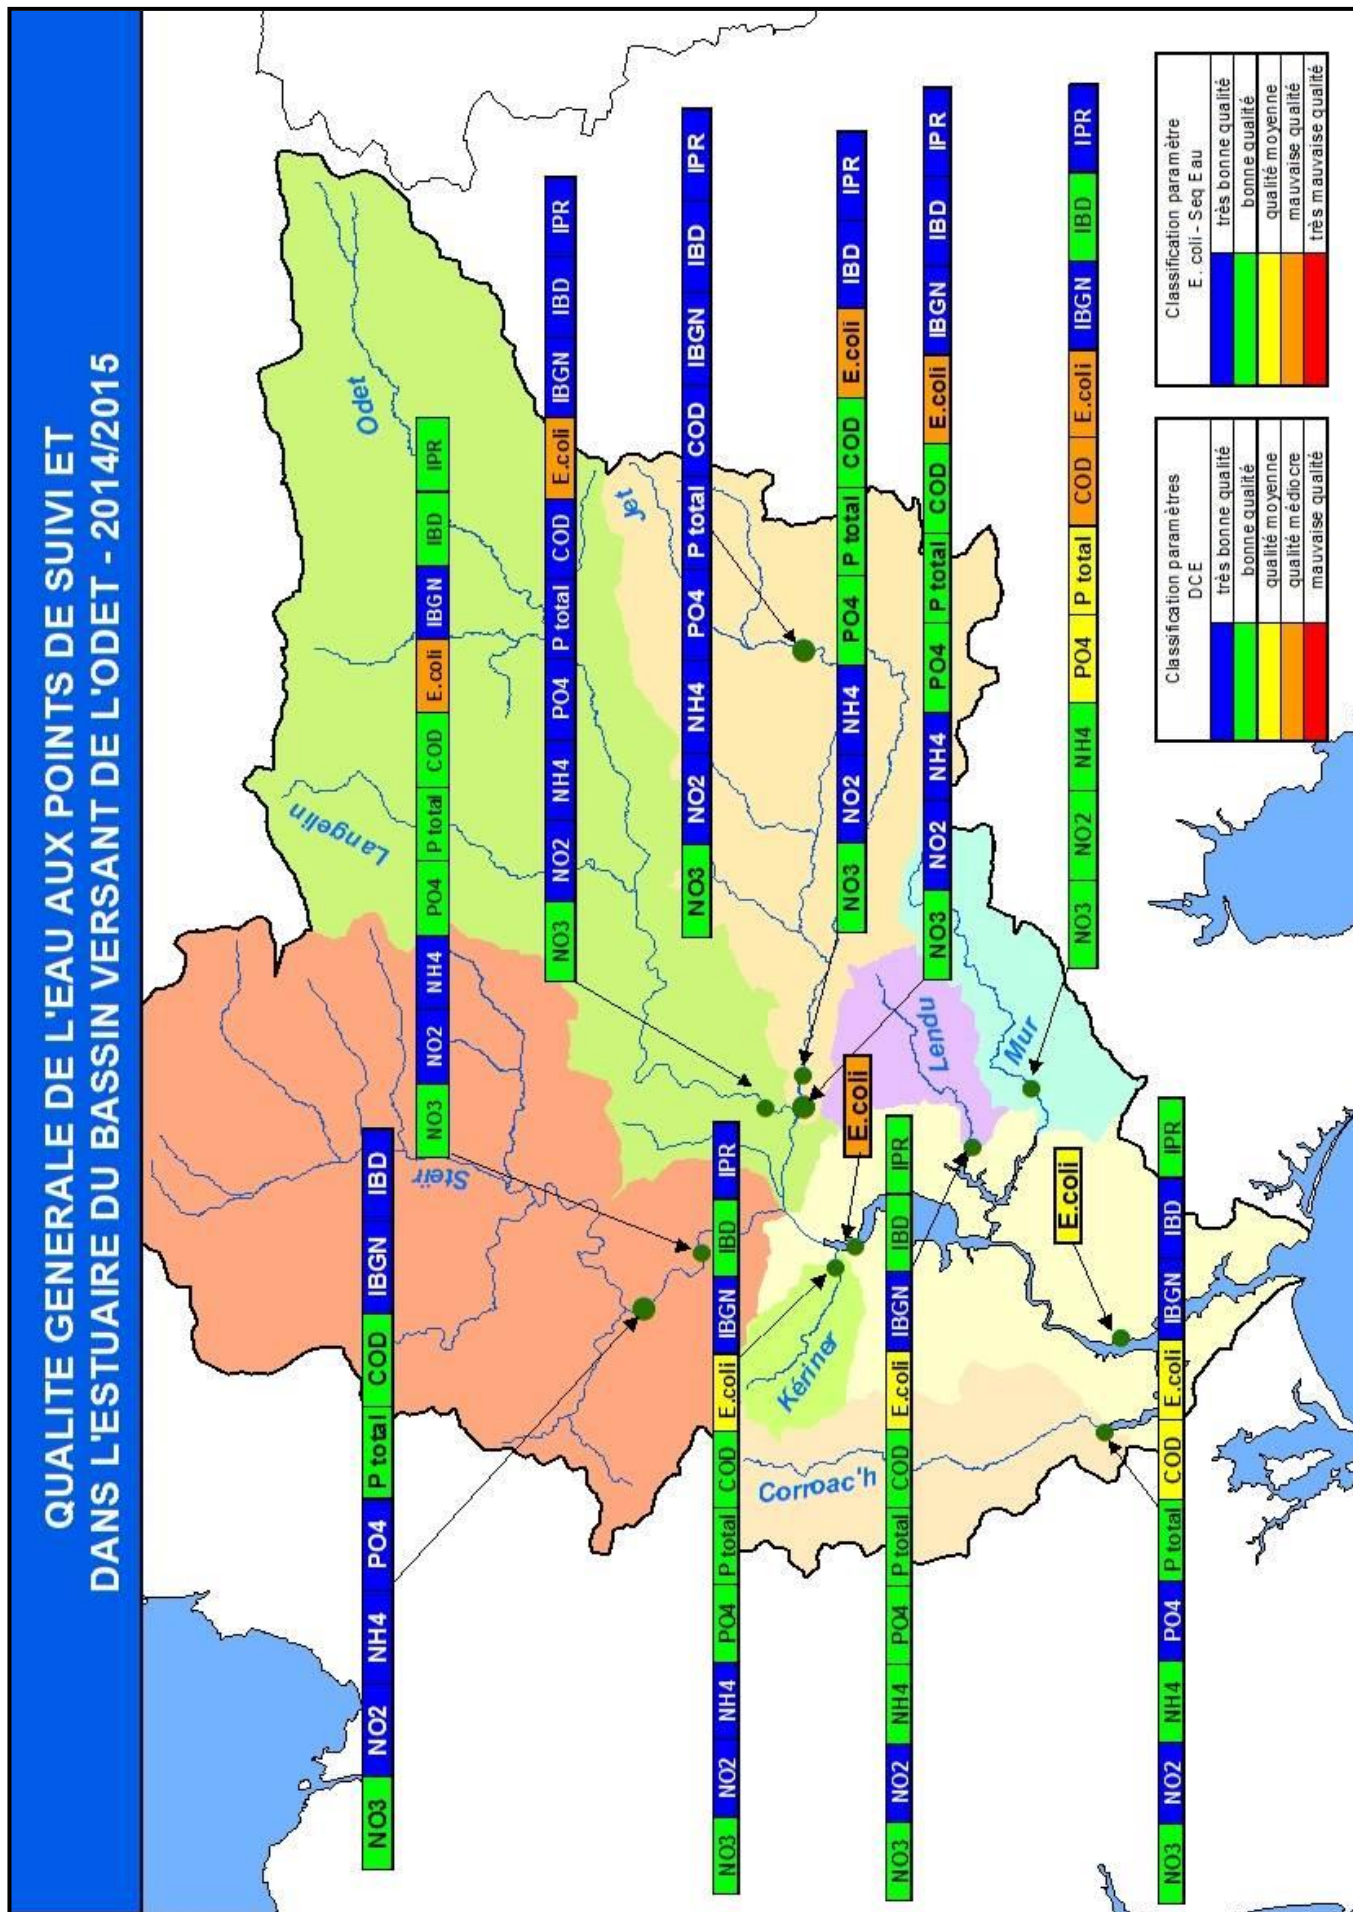 QUALITE GENERALE DE L'EAU AUX POINTS DE SUIVI ET
DANS L'ESTUAIRE DU BASSIN VERSANT DE L'ODET - 2014/2015
NO3 NO2 NH4 PO4 P total COD IBGN IBD
NO3 NO2 NH4 PO4 P total COD E.coli IBGN IBD IPR
NO3 NO2 NH4 PO4 P total COD E.coli IBGN IBD IPR
NO3 NO2 NH4 PO4 P total COD IBGN IBD IPR
NO3 NO2 NH4 PO4 P total COD E.coli IBGN IBD IPR
NO3 NO2 NH4 PO4 P total COD E.coli IBD IPR
NO3 NO2 NH4 PO4 P total COD E.coli IBGN IBD IPR
NO3 NO2 NH4 PO4 P total COD E.coli IBGN IBD IPR
NO3 NO2 NH4 PO4 P total COD E.coli IBGN IBD IPR
NO3 NO2 NH4 PO4 P total COD E.coli IBGN IBD IPR
E.coli
E.coli
Odet
Langelin
Steïr
Jet
Lendu
Mur
Kériner
Corroac'h
Classification paramètres
DCE
très bonne qualité
bonne qualité
qualité moyenne
qualité médiocre
mauvaise qualité
Classification paramètre
E. coli - Seq Eau
très bonne qualité
bonne qualité
qualité moyenne
mauvaise qualité
très mauvaise qualité